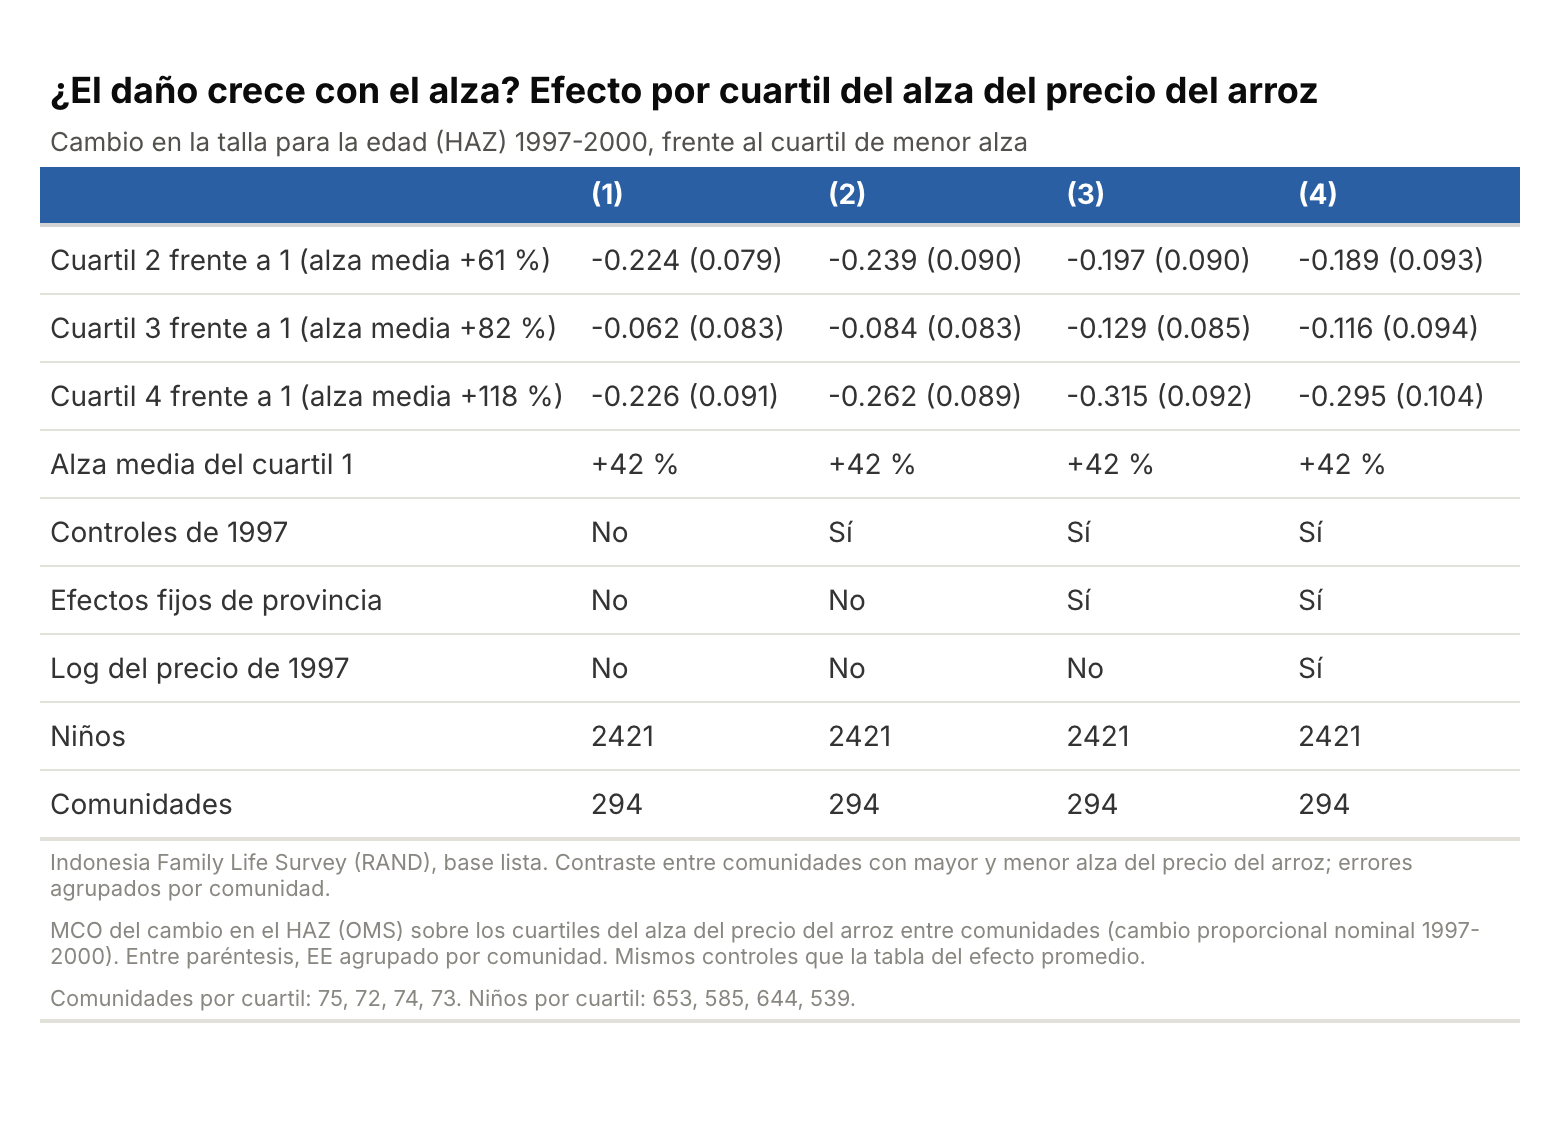 ¿El daño crece con el alza? Efecto por cuartil del alza del precio del arroz
Cambio en la talla para la edad (HAZ) 1997-2000, frente al cuartil de menor alza
(1) (2) (3) (4)
Cuartil 2 frente a 1 (alza media +61 %) -0.224 (0.079) -0.239 (0.090) -0.197 (0.090) -0.189 (0.093)
Cuartil 3 frente a 1 (alza media +82 %) -0.062 (0.083) -0.084 (0.083) -0.129 (0.085) -0.116 (0.094)
Cuartil 4 frente a 1 (alza media +118 %) -0.226 (0.091) -0.262 (0.089) -0.315 (0.092) -0.295 (0.104)
Alza media del cuartil 1 +42 % +42 % +42 % +42 %
Controles de 1997 No Sí Sí Sí
Efectos fijos de provincia No No Sí Sí
Log del precio de 1997 No No No Sí
Niños 2421 2421 2421 2421
Comunidades 294 294 294 294
Indonesia Family Life Survey (RAND), base lista. Contraste entre comunidades con mayor y menor alza del precio del arroz; errores
agrupados por comunidad.
MCO del cambio en el HAZ (OMS) sobre los cuartiles del alza del precio del arroz entre comunidades (cambio proporcional nominal 1997-
2000). Entre paréntesis, EE agrupado por comunidad. Mismos controles que la tabla del efecto promedio.
Comunidades por cuartil: 75, 72, 74, 73. Niños por cuartil: 653, 585, 644, 539.